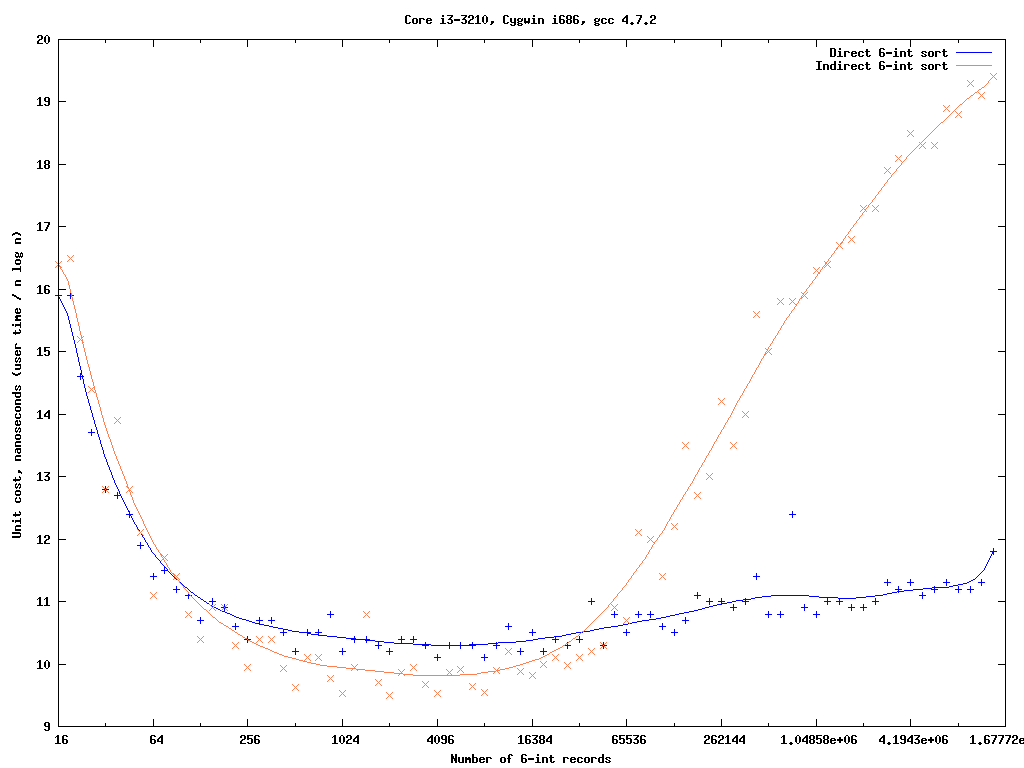 Core i3-3210, Cygwin i686, gcc 4.7.2
Direct 6-int sort
Indirect 6-int sort
Unit cost, nanoseconds (user time / n log n)
20
19
18
17
16
15
14
13
12
11
10
9
16 64 256 1024 4096 16384 65536 262144 1.04858e+06 4.1943e+06 1.67772e
Number of 6-int records